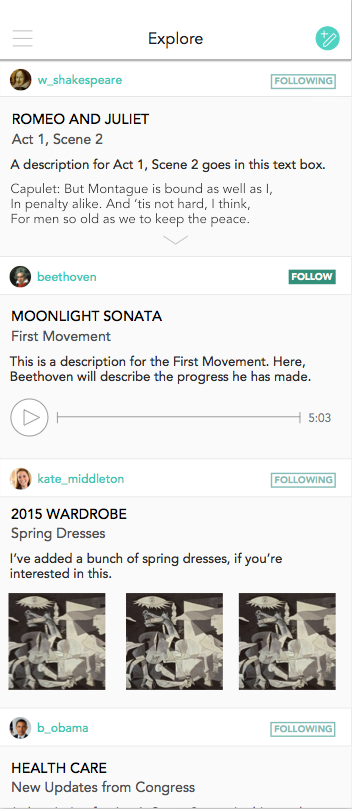 Explore
w_shakespeare FOLLOWING
ROMEO AND JULIET
Act 1, Scene 2
A description for Act 1, Scene 2 goes in this text box.
Capulet: But Montague is bound as well as I,
In penalty alike. And ‘tis not hard, I think,
For men so old as we to keep the peace.
beethoven FOLLOW
MOONLIGHT SONATA
First Movement
This is a description for the First Movement. Here,
Beethoven will describe the progress he has made.
5:03
kate_middleton FOLLOWING
2015 WARDROBE
Spring Dresses
I’ve added a bunch of spring dresses, if you’re
interested in this.
b_obama FOLLOWING
HEALTH CARE
New Updates from Congress